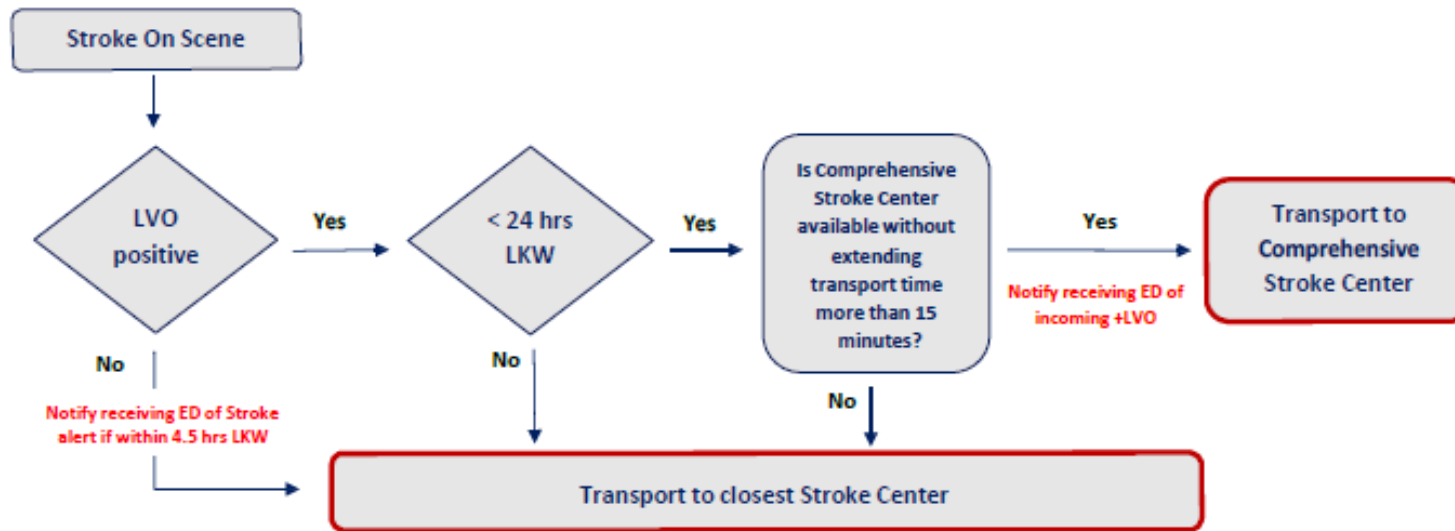 Stroke On Scene
LVO
positive
Yes
< 24 hrs
LKW
Yes
Is Comprehensive
Stroke Center
available without
extending
transport time
more than 15
minutes?
Yes
Notify receiving ED of
incoming +LVO
Transport to
Comprehensive
Stroke Center
No
Notify receiving ED of Stroke
alert if within 4.5 hrs LKW
No
No
Transport to closest Stroke Center